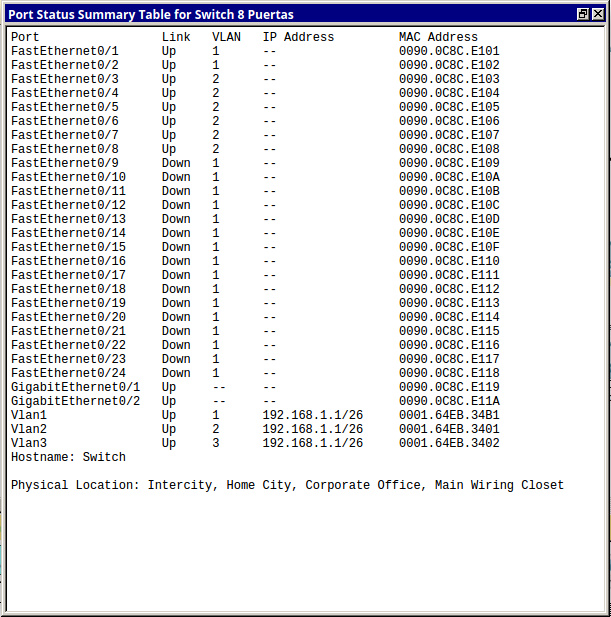 Port Status Summary Table for Switch 8 Puertas
Port Link VLAN IP Address MAC Address
FastEthernet0/1 Up 1 -- 0090.0C8C.E101
FastEthernet0/2 Up 1 -- 0090.0C8C.E102
FastEthernet0/3 Up 2 -- 0090.0C8C.E103
FastEthernet0/4 Up 2 -- 0090.0C8C.E104
FastEthernet0/5 Up 2 -- 0090.0C8C.E105
FastEthernet0/6 Up 2 -- 0090.0C8C.E106
FastEthernet0/7 Up 2 -- 0090.0C8C.E107
FastEthernet0/8 Up 2 -- 0090.0C8C.E108
FastEthernet0/9 Down 1 -- 0090.0C8C.E109
FastEthernet0/10 Down 1 -- 0090.0C8C.E10A
FastEthernet0/11 Down 1 -- 0090.0C8C.E10B
FastEthernet0/12 Down 1 -- 0090.0C8C.E10C
FastEthernet0/13 Down 1 -- 0090.0C8C.E10D
FastEthernet0/14 Down 1 -- 0090.0C8C.E10E
FastEthernet0/15 Down 1 -- 0090.0C8C.E10F
FastEthernet0/16 Down 1 -- 0090.0C8C.E110
FastEthernet0/17 Down 1 -- 0090.0C8C.E111
FastEthernet0/18 Down 1 -- 0090.0C8C.E112
FastEthernet0/19 Down 1 -- 0090.0C8C.E113
FastEthernet0/20 Down 1 -- 0090.0C8C.E114
FastEthernet0/21 Down 1 -- 0090.0C8C.E115
FastEthernet0/22 Down 1 -- 0090.0C8C.E116
FastEthernet0/23 Down 1 -- 0090.0C8C.E117
FastEthernet0/24 Down 1 -- 0090.0C8C.E118
GigabitEthernet0/1 Up -- -- 0090.0C8C.E119
GigabitEthernet0/2 Up -- -- 0090.0C8C.E11A
Vlan1 Up 1 192.168.1.1/26 0001.64EB.34B1
Vlan2 Up 2 192.168.1.1/26 0001.64EB.3401
Vlan3 Up 3 192.168.1.1/26 0001.64EB.3402
Hostname: Switch
Physical Location: Intercity, Home City, Corporate Office, Main Wiring Closet